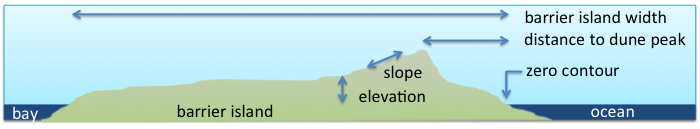 barrier island width
distance to dune peak
zero contour
slope
elevation
bay
barrier island
ocean